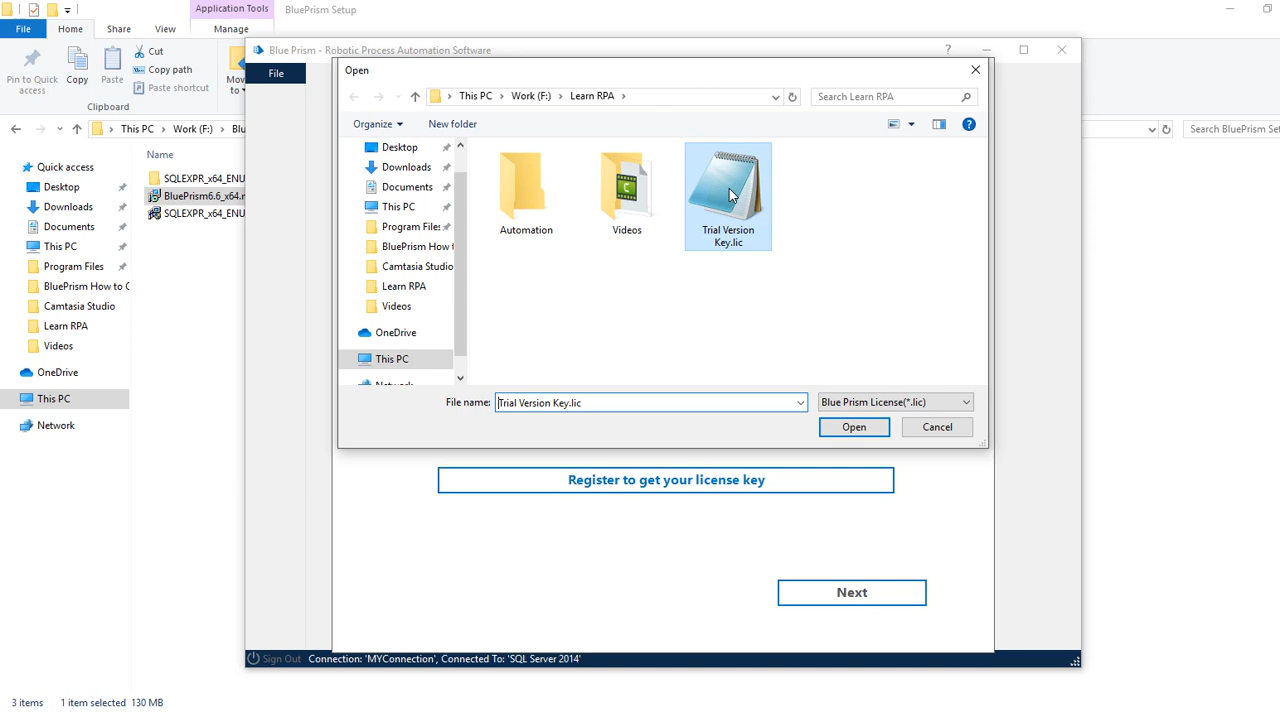 Application Tools
BluePrism Setup
File
Home
Share
View
Manage
Pin to Quick
access
Copy
Paste
Cut
Copy path
Paste shortcut
Mov
to
Clipboard
This PC
Work (F:)
Blu
Search BluePrism Set
Quick access
Desktop
Downloads
Documents
This PC
Program Files
BluePrism How to C
Camtasia Studio
Learn RPA
Videos
OneDrive
This PC
Network
Name
SQLEXPR_x64_ENU
BluePrism6.6_x64.m
SQLEXPR_x64_ENU
3 items
1 item selected 130 MB
Blue Prism - Robotic Process Automation Software
?
File
Open
This PC
Work (F:)
Learn RPA
Search Learn RPA
Organize
New folder
?
Desktop
Downloads
Documents
This PC
Program Files
BluePrism How t
Camtasia Studio
Learn RPA
Videos
OneDrive
This PC
Network
Automation
Videos
Trial Version
Key.lic
File name:
Trial Version Key.lic
Blue Prism License(*.lic)
Open
Cancel
Register to get your license key
Next
Sign Out
Connection: 'MYConnection', Connected To: 'SQL Server 2014'